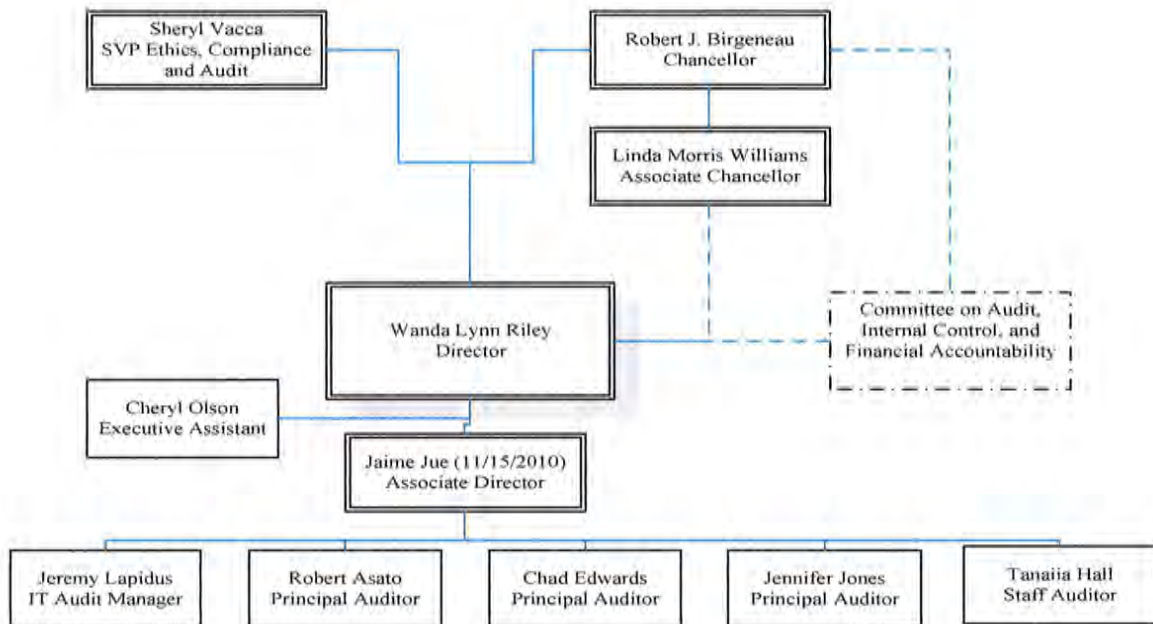 Sheryl Vacca
SVP Ethics, Compliance
and Audit
Robert J. Birgeneau
Chancellor
Linda Morris Williams
Associate Chancellor
Wanda Lynn Riley
Director
Committee on Audit,
Internal Control, and
Financial Accountability
Cheryl Olson
Executive Assistant
Jaime Jue (11/15/2010)
Associate Director
Jeremy Lapidus
IT Audit Manager
Robert Asato
Principal Auditor
Chad Edwards
Principal Auditor
Jennifer Jones
Principal Auditor
Tanaiia Hall
Staff Auditor